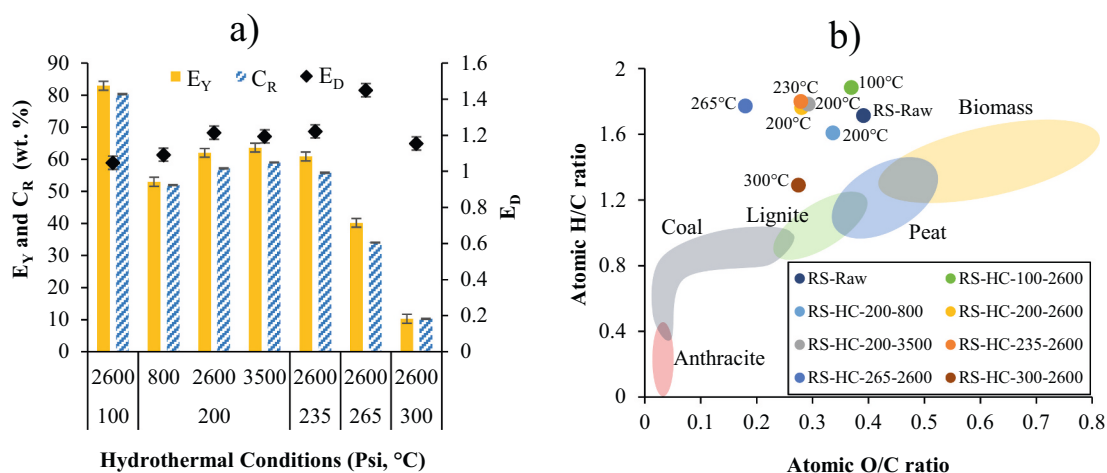 a)
E_Y C_R E_D
90
80
70
60
50
40
30
20
10
0
E_Y and C_R (wt. %)
1.6
1.4
1.2
1
0.8
0.6
0.4
0.2
0
E_D
2600 800 2600 3500 2600 2600 2600
100 200 235 265 300
Hydrothermal Conditions (Psi, °C)
b)
2
1.6
1.2
0.8
0.4
0
Atomic H/C ratio
265°C
230°C
100°C
200°C
RS-Raw
200°C
200°C
Biomass
300°C
Coal
Lignite
Peat
Anthracite
RS-Raw RS-HC-100-2600
RS-HC-200-800 RS-HC-200-2600
RS-HC-200-3500 RS-HC-235-2600
RS-HC-265-2600 RS-HC-300-2600
0 0.1 0.2 0.3 0.4 0.5 0.6 0.7 0.8
Atomic O/C ratio